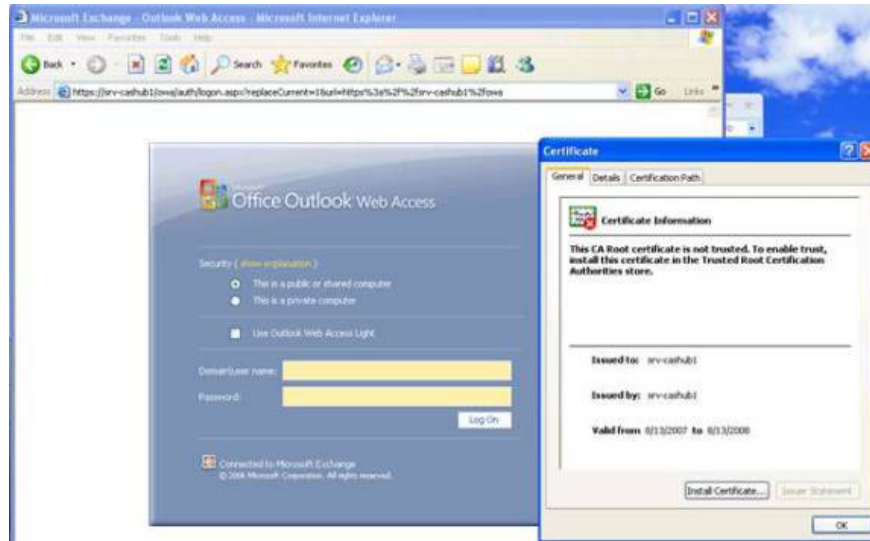 Microsoft Exchange - Outlook Web Access - Microsoft Internet Explorer
File Edit View Favorites Tools Help
Back Search Favorites
Address https://srv-cashub1/owa/auth/logon.aspx?replaceCurrent=1&url=https%3a%2f%2fsrv-cashub1%2fowa Go Links
Office Outlook Web Access
Security ( show explanation )
This is a public or shared computer
This is a private computer
Use Outlook Web Access Light
Domain\user name:
Password:
Log On
Connected to Microsoft Exchange
© 2006 Microsoft Corporation. All rights reserved.
Certificate
General Details Certification Path
Certificate Information
This CA Root certificate is not trusted. To enable trust,
install this certificate in the Trusted Root Certification
Authorities store.
Issued to: srv-cashub1
Issued by: srv-cashub1
Valid from 8/13/2007 to 8/13/2008
Install Certificate... Issuer Statement
OK